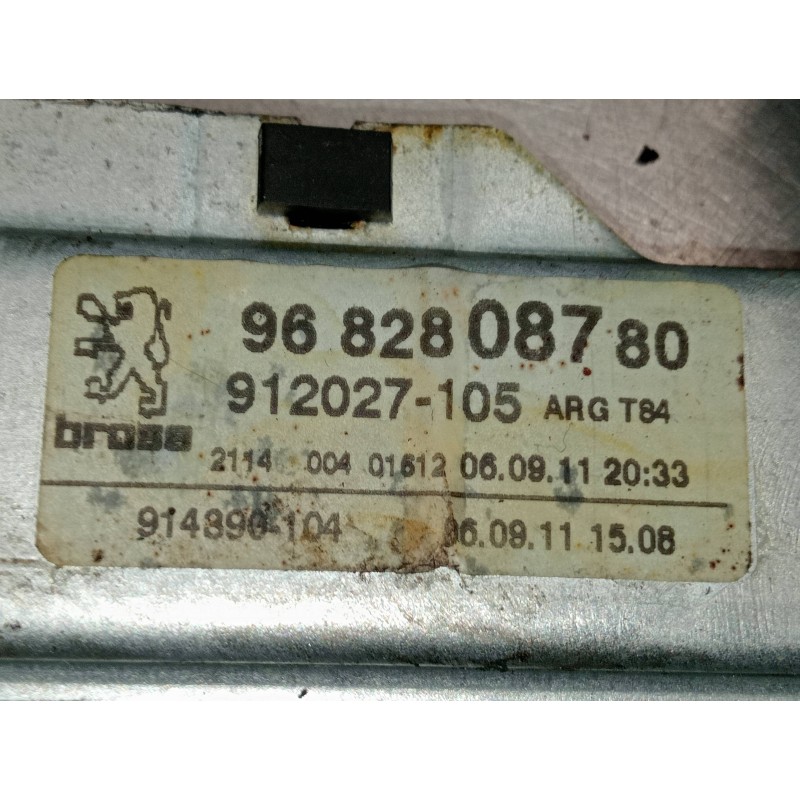 96 828 087 80
912027-105 ARG T84
brose
2114 004 01612 06.09.11 20:33
914890-104 06.09.11 15.08